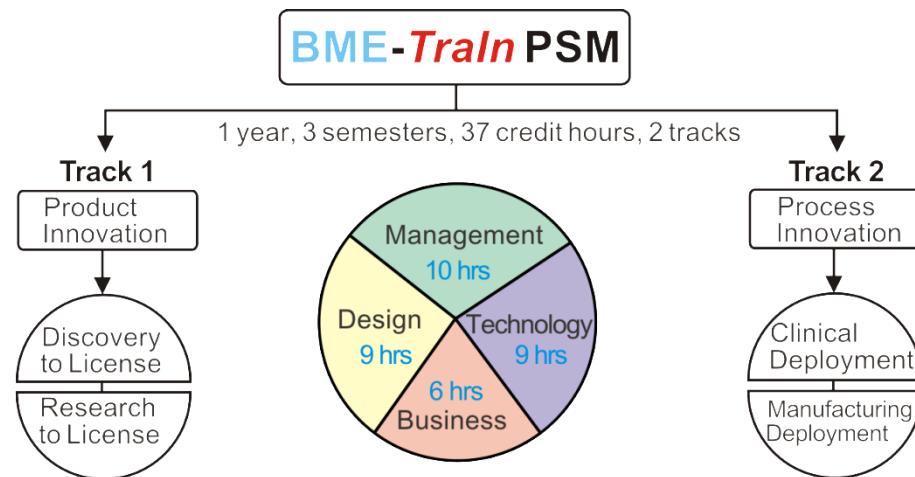 BME-TraIn PSM
1 year, 3 semesters, 37 credit hours, 2 tracks
Track 1
Product
Innovation
Discovery
to License
Research
to License
Management
10 hrs
Design
9 hrs
Technology
9 hrs
6 hrs
Business
Track 2
Process
Innovation
Clinical
Deployment
Manufacturing
Deployment